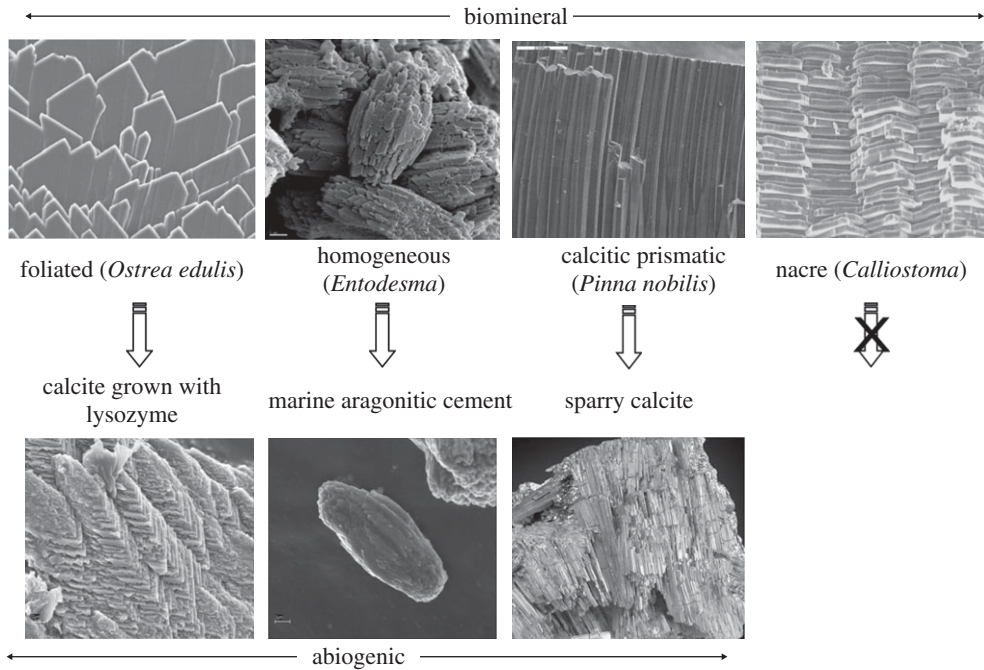 biomineral
foliated (Ostrea edulis)
homogeneous
(Entodesma)
calcitic prismatic
(Pinna nobilis)
nacre (Calliostoma)
calcite grown with
lysozyme
marine aragonitic cement
sparry calcite
abiogenic